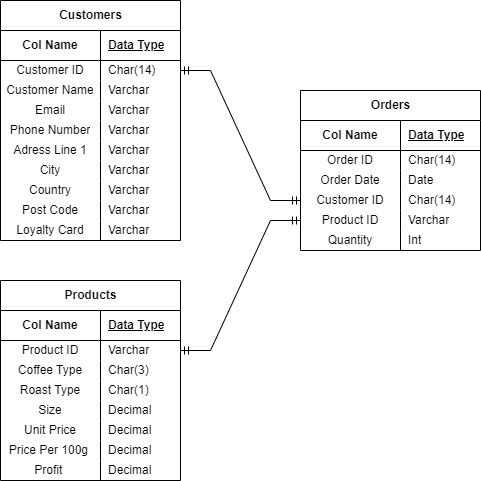 Customers
Col Name Data Type
Customer ID Char(14)
Customer Name Varchar
Email Varchar
Phone Number Varchar
Adress Line 1 Varchar
City Varchar
Country Varchar
Post Code Varchar
Loyalty Card Varchar
Orders
Col Name Data Type
Order ID Char(14)
Order Date Date
Customer ID Char(14)
Product ID Varchar
Quantity Int
Products
Col Name Data Type
Product ID Varchar
Coffee Type Char(3)
Roast Type Char(1)
Size Decimal
Unit Price Decimal
Price Per 100g Decimal
Profit Decimal